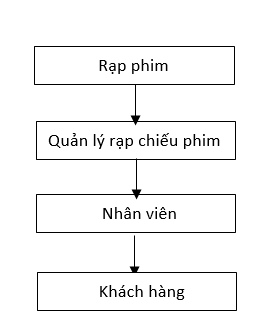 Rạp phim
Quản lý rạp chiếu phim
Nhân viên
Khách hàng